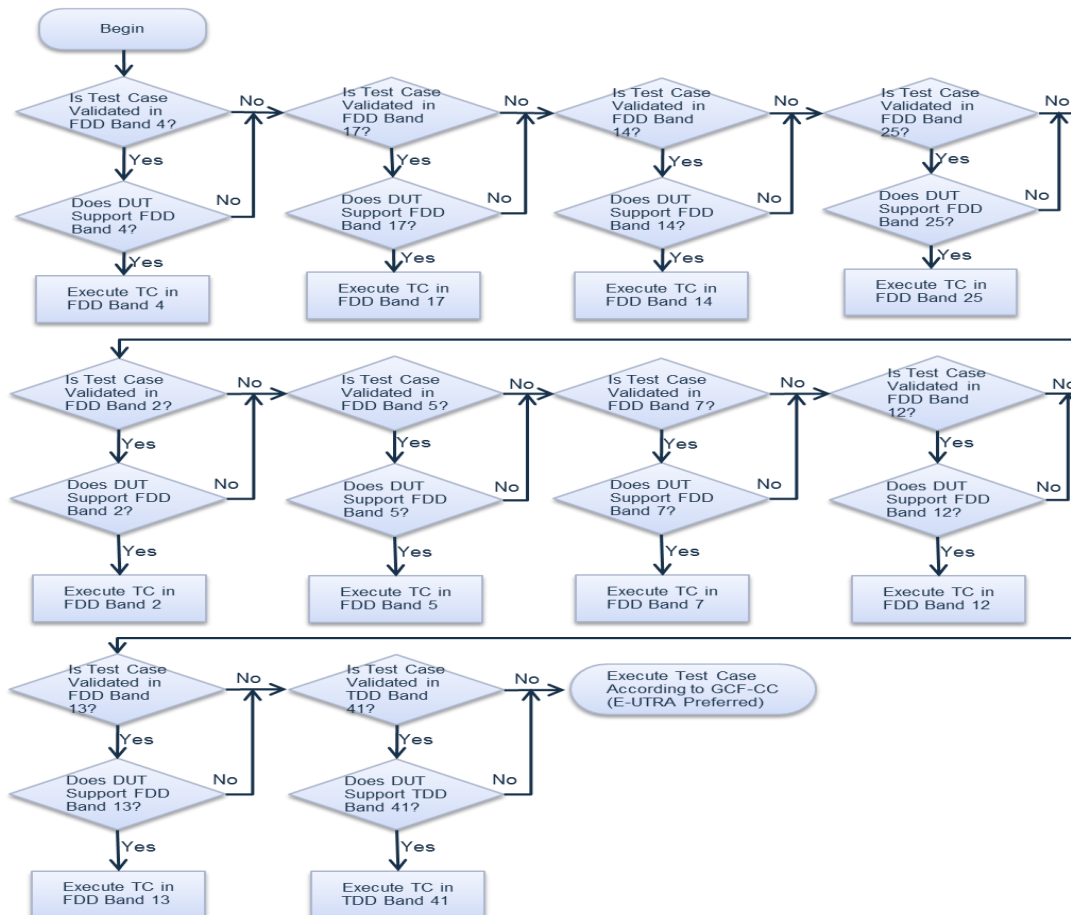 Begin
Is Test Case
Validated in
FDD Band 4?
No
Yes
Does DUT
Support FDD
Band 4?
No
Yes
Execute TC in
FDD Band 4
Is Test Case
Validated in
FDD Band
17?
No
Yes
Does DUT
Support FDD
Band 17?
No
Yes
Execute TC in
FDD Band 17
Is Test Case
Validated in
FDD Band
14?
No
Yes
Does DUT
Support FDD
Band 14?
No
Yes
Execute TC in
FDD Band 14
Is Test Case
Validated in
FDD Band
25?
No
Yes
Does DUT
Support FDD
Band 25?
No
Yes
Execute TC in
FDD Band 25
Is Test Case
Validated in
FDD Band 2?
No
Yes
Does DUT
Support FDD
Band 2?
No
Yes
Execute TC in
FDD Band 2
Is Test Case
Validated in
FDD Band 5?
No
Yes
Does DUT
Support FDD
Band 5?
No
Yes
Execute TC in
FDD Band 5
Is Test Case
Validated in
FDD Band 7?
No
Yes
Does DUT
Support FDD
Band 7?
No
Yes
Execute TC in
FDD Band 7
Is Test Case
Validated in
FDD Band
12?
No
Yes
Does DUT
Support FDD
Band 12?
No
Yes
Execute TC in
FDD Band 12
Is Test Case
Validated in
FDD Band
13?
No
Yes
Does DUT
Support FDD
Band 13?
No
Yes
Execute TC in
FDD Band 13
Is Test Case
Validated in
TDD Band
41?
No
Yes
Does DUT
Support TDD
Band 41?
No
Yes
Execute TC in
TDD Band 41
Execute Test Case
According to GCF-CC
(E-UTRA Preferred)